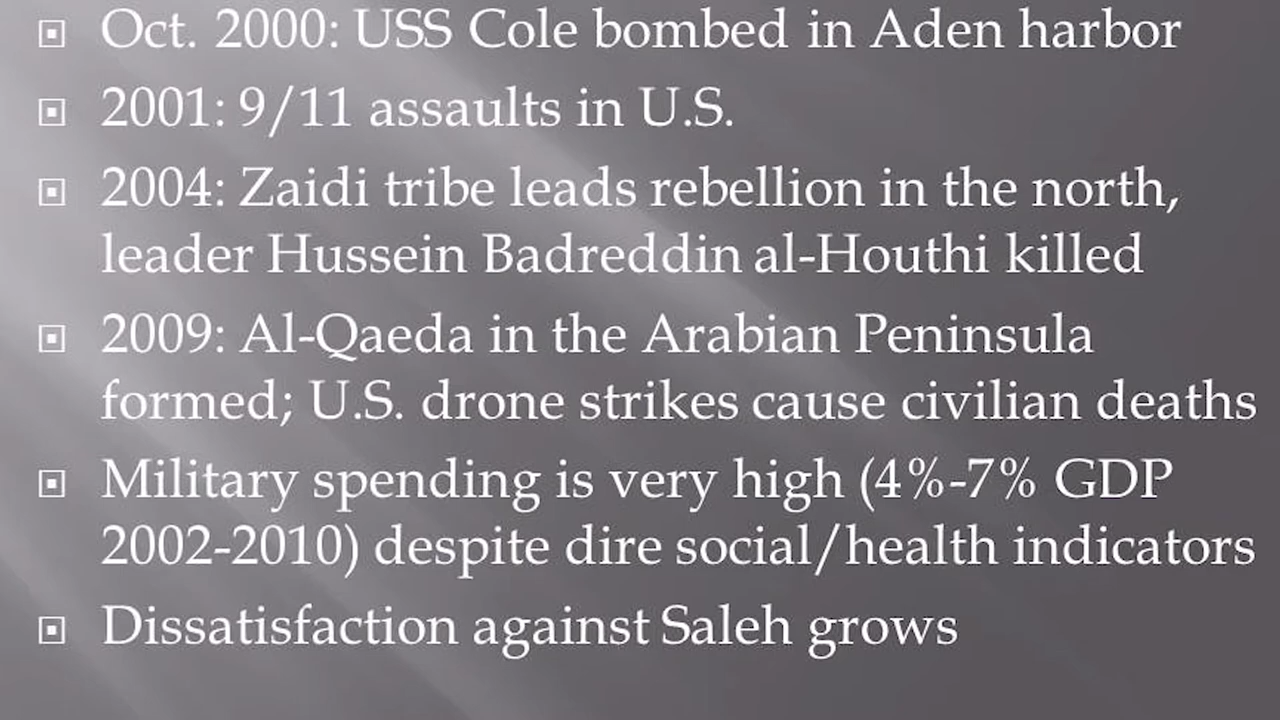 Oct. 2000: USS Cole bombed in Aden harbor
2001: 9/11 assaults in U.S.
2004: Zaidi tribe leads rebellion in the north,
leader Hussein Badreddin al-Houthi killed
2009: Al-Qaeda in the Arabian Peninsula
formed; U.S. drone strikes cause civilian deaths
Military spending is very high (4%-7% GDP
2002-2010) despite dire social/health indicators
Dissatisfaction against Saleh grows